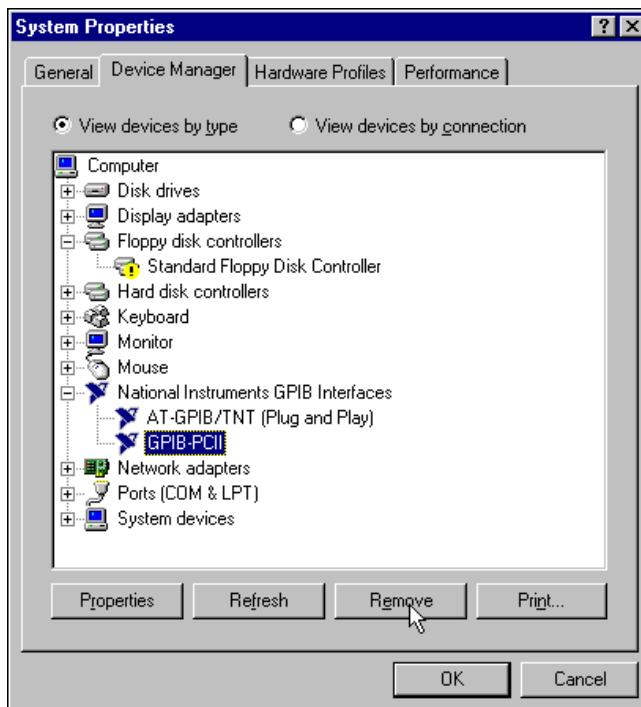 System Properties
General Device Manager Hardware Profiles Performance
View devices by type View devices by connection
Computer
Disk drives
Display adapters
Floppy disk controllers
Standard Floppy Disk Controller
Hard disk controllers
Keyboard
Monitor
Mouse
National Instruments GPIB Interfaces
AT-GPIB/TNT (Plug and Play)
GPIB-PCII
Network adapters
Ports (COM & LPT)
System devices
Properties Refresh Remove Print...
OK Cancel